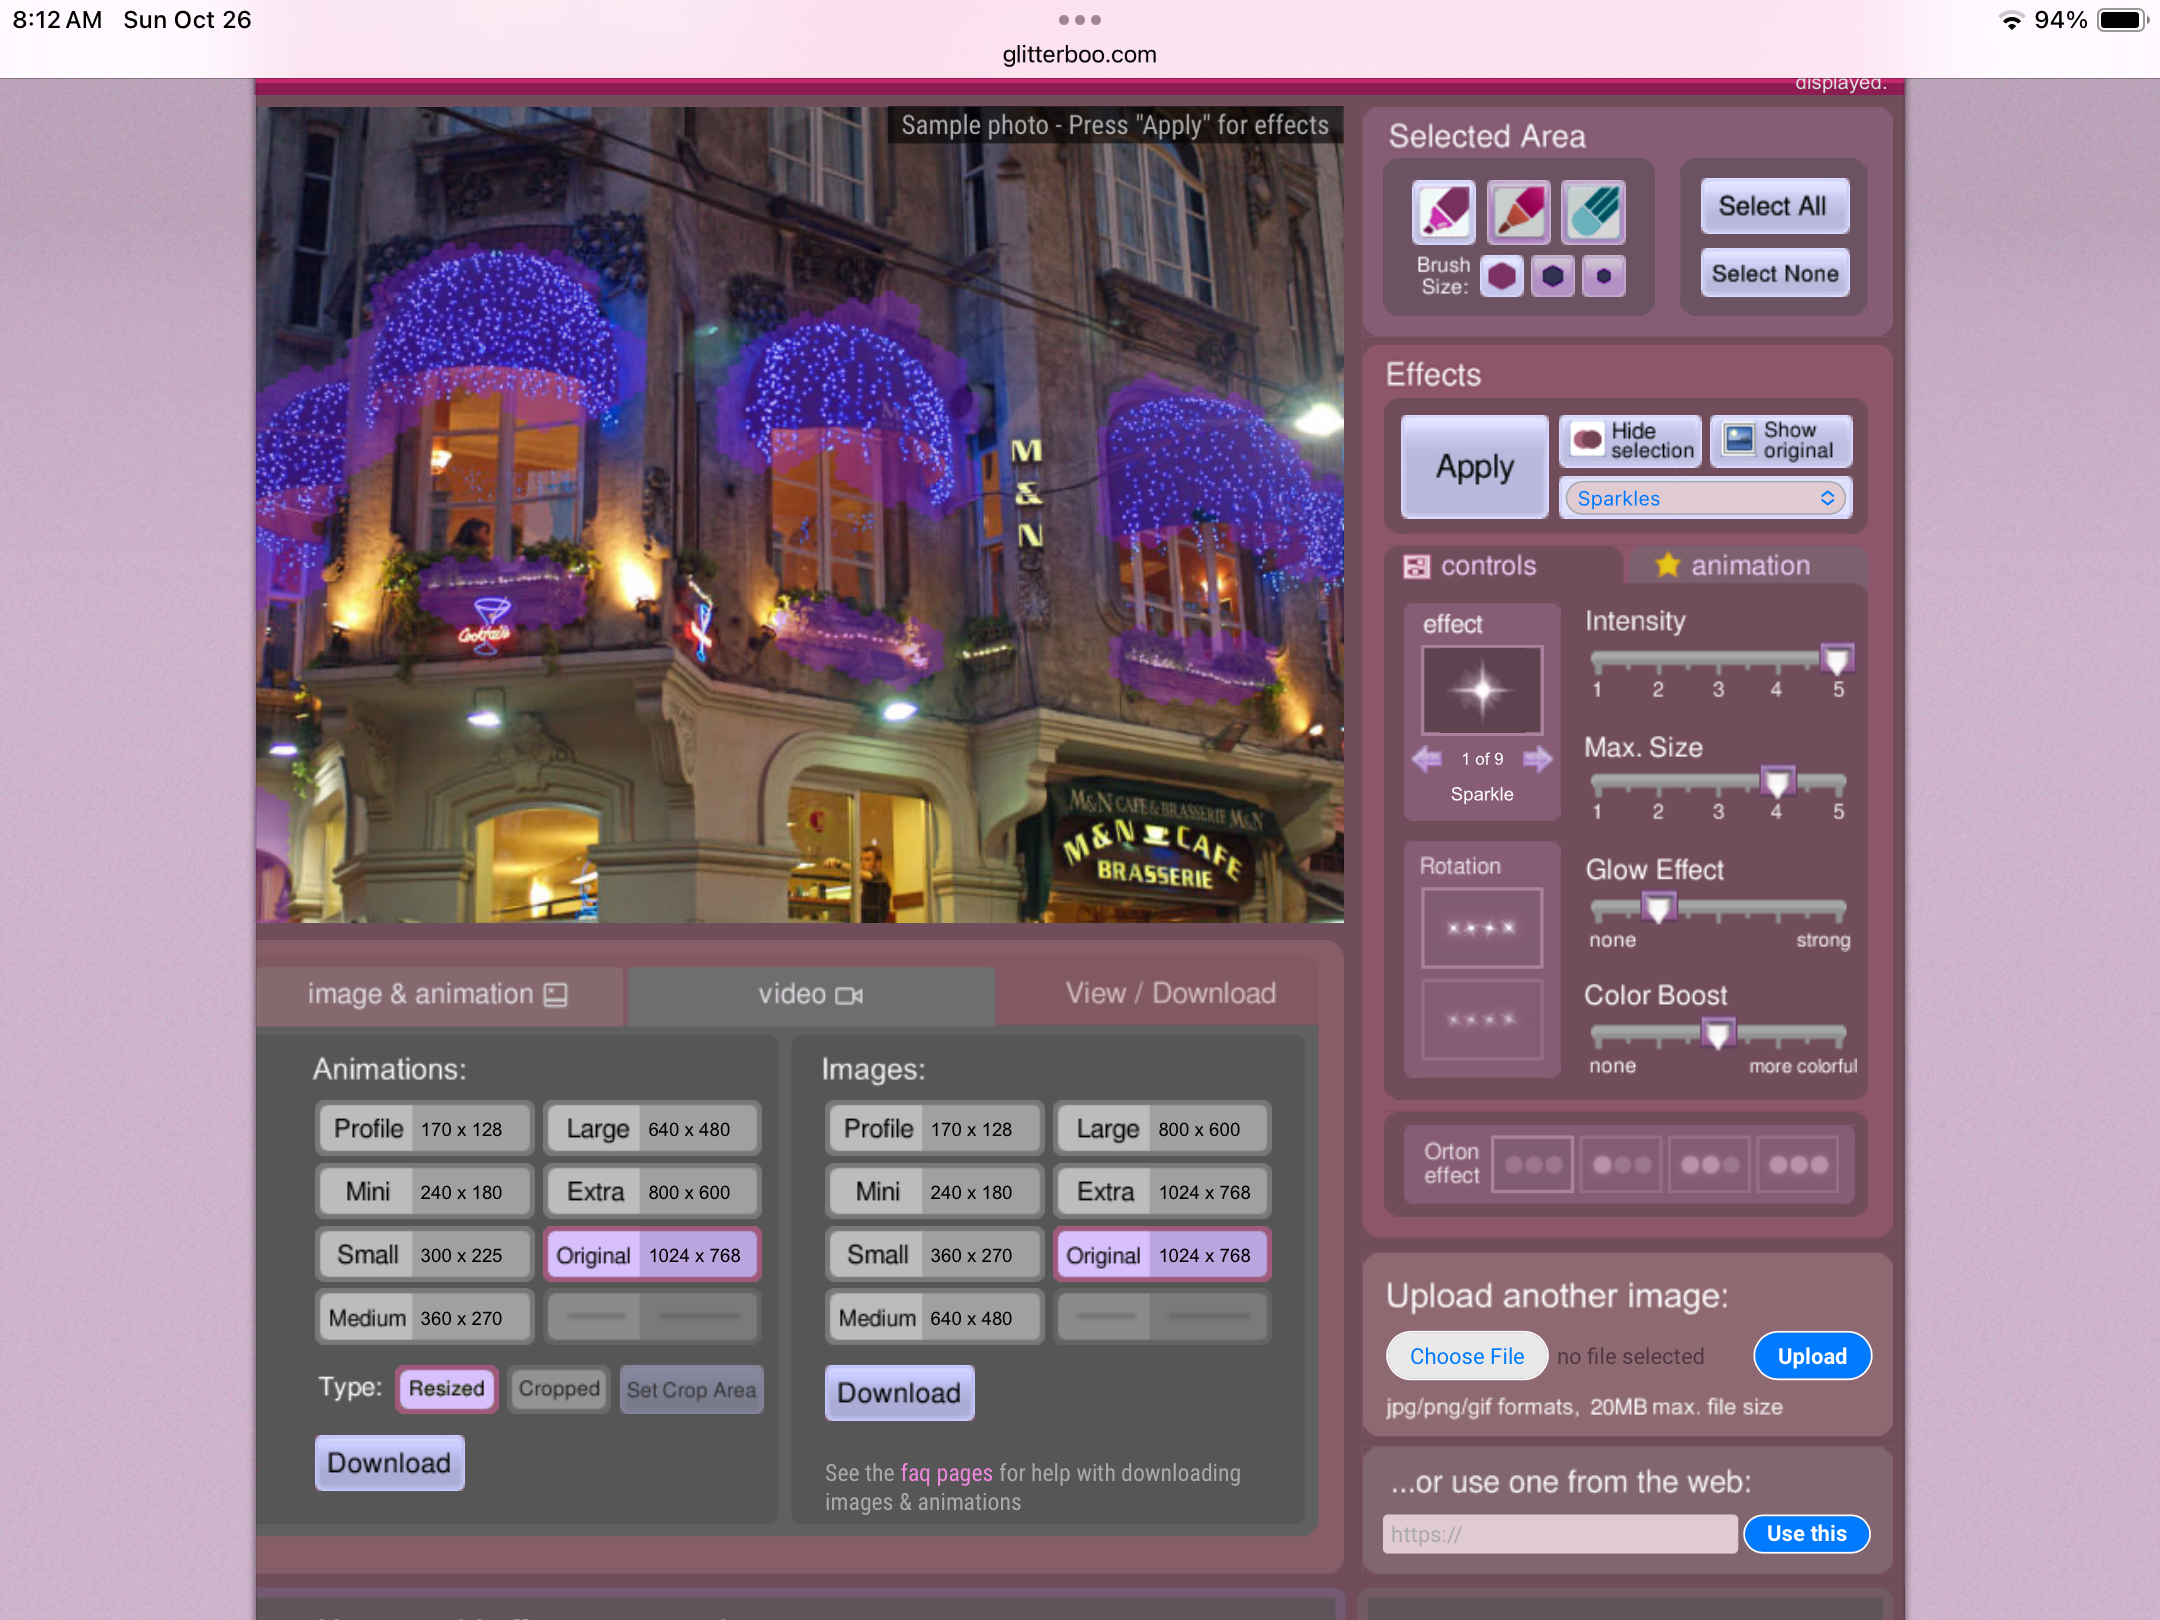 8:12 AM Sun Oct 26
94%
glitterboo.com
displayed.
Sample photo - Press "Apply" for effects
M
&
N
Cocktails
M&N CAFE & BRASSERIE M&N
M&N CAFE
BRASSERIE
Selected Area
Select All
Brush
Size:
Select None
Effects
Apply
Hide
selection
Show
original
Sparkles
controls
animation
effect
1 of 9
Sparkle
Rotation
Intensity
1 2 3 4 5
Max. Size
1 2 3 4 5
Glow Effect
none strong
Color Boost
none more colorful
Orton
effect
image & animation
video
View / Download
Animations:
Profile 170 x 128
Large 640 x 480
Mini 240 x 180
Extra 800 x 600
Small 300 x 225
Original 1024 x 768
Medium 360 x 270
Type: Resized Cropped Set Crop Area
Download
Images:
Profile 170 x 128
Large 800 x 600
Mini 240 x 180
Extra 1024 x 768
Small 360 x 270
Original 1024 x 768
Medium 640 x 480
Download
See the faq pages for help with downloading
images & animations
Upload another image:
Choose File no file selected Upload
jpg/png/gif formats, 20MB max. file size
...or use one from the web:
https:// Use this